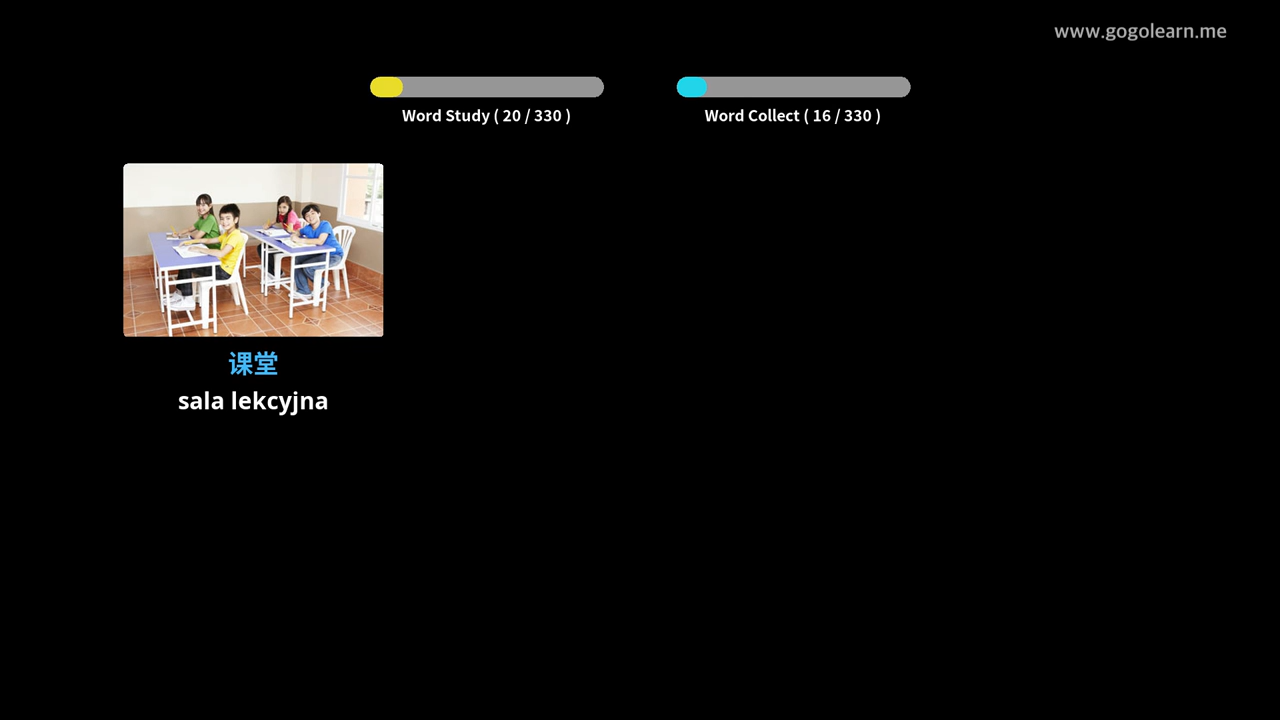 www.gogolearn.me
Word Study ( 20 / 330 )
Word Collect ( 16 / 330 )
课堂
sala lekcyjna